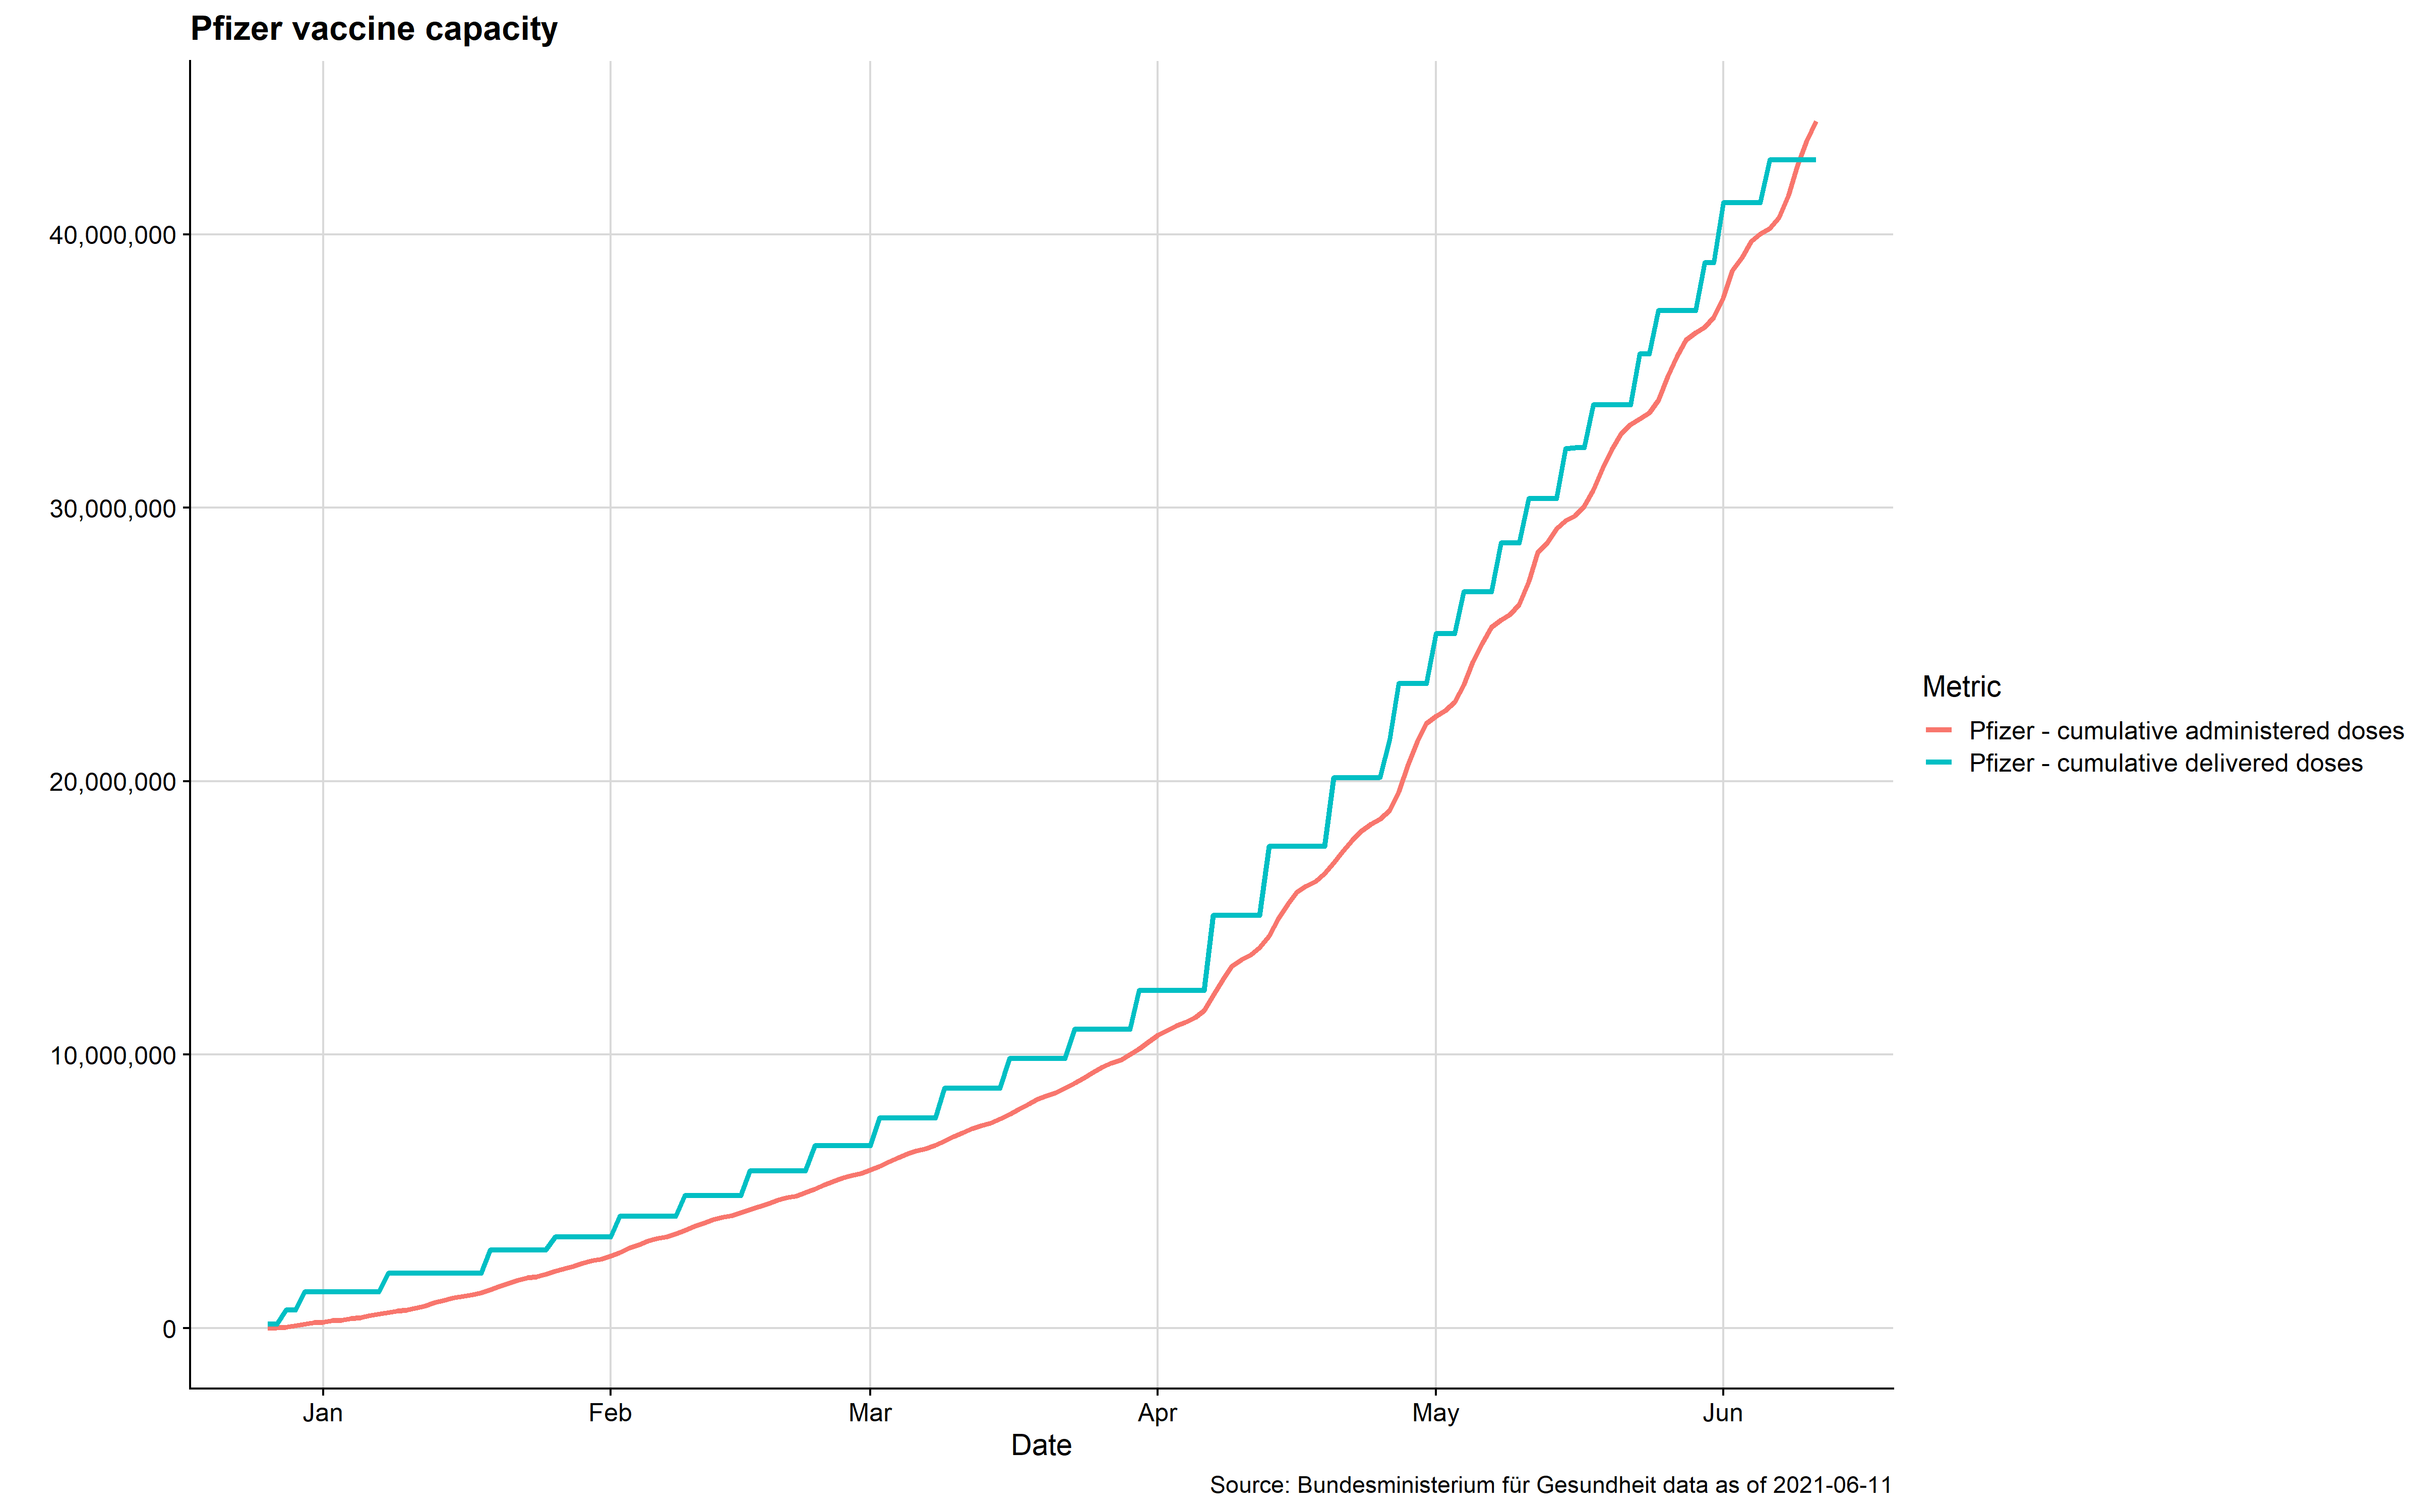 Pfizer vaccine capacity
40,000,000
30,000,000
20,000,000
10,000,000
0
Jan Feb Mar Apr May Jun
Date
Metric
Pfizer - cumulative administered doses
Pfizer - cumulative delivered doses
Source: Bundesministerium für Gesundheit data as of 2021-06-11